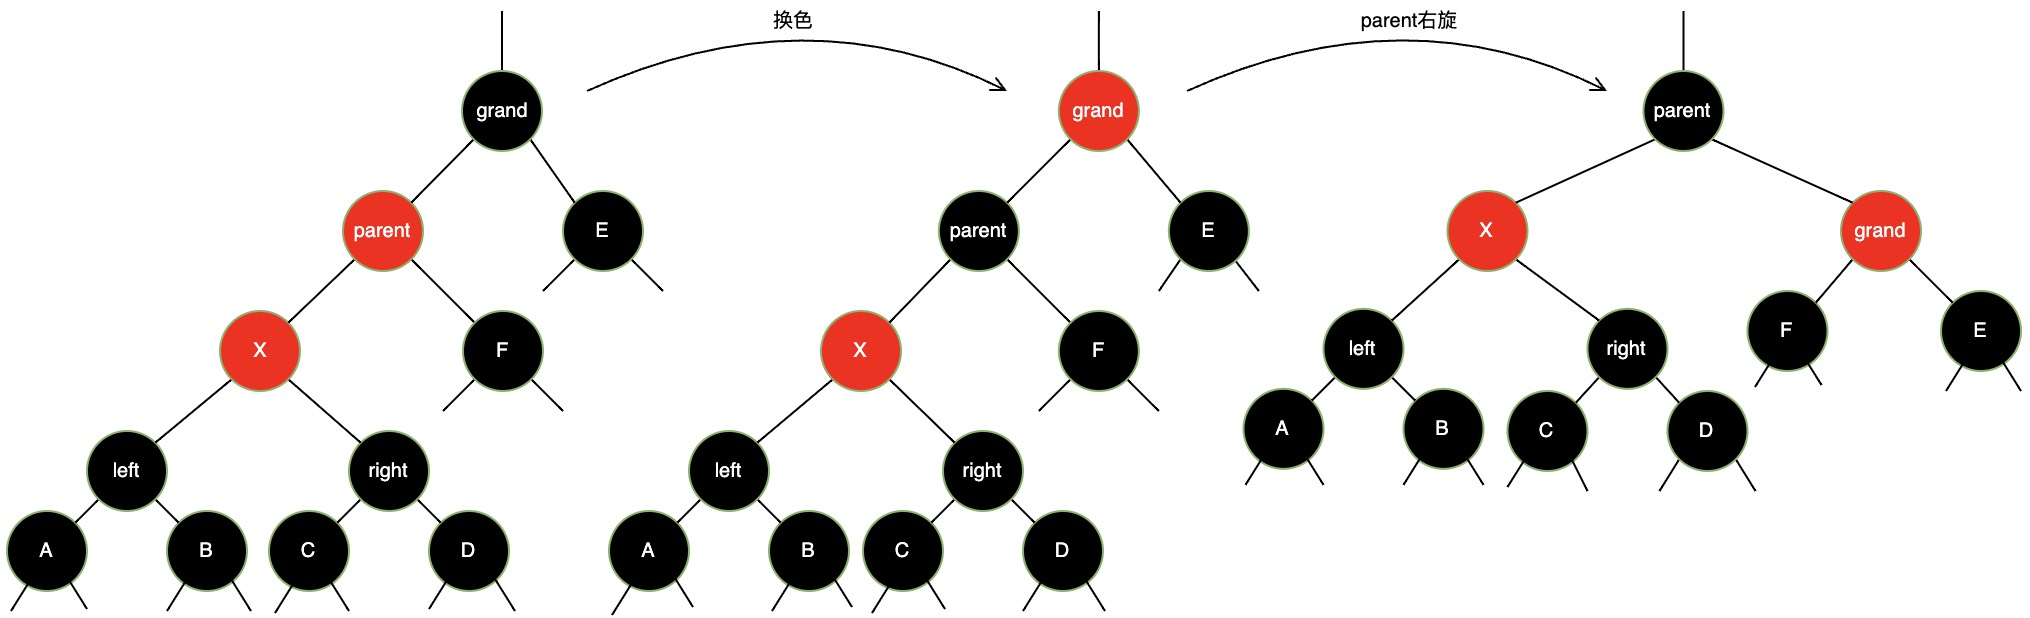 换色
parent右旋
grand
parent
E
X
F
left
right
A
B
C
D
grand
parent
E
X
F
left
right
A
B
C
D
parent
X
grand
left
right
F
E
A
B
C
D